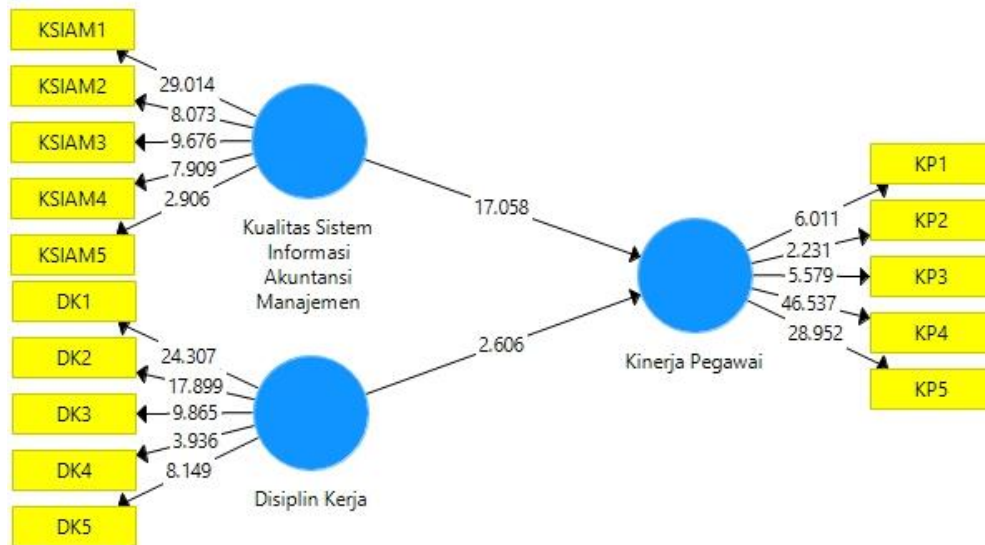 KSIAM1
KSIAM2
KSIAM3
KSIAM4
KSIAM5
29.014
8.073
9.676
7.909
2.906
Kualitas Sistem
Informasi
Akuntansi
Manajemen
DK1
DK2
DK3
DK4
DK5
24.307
17.899
9.865
3.936
8.149
Disiplin Kerja
17.058
2.606
Kinerja Pegawai
6.011
2.231
5.579
46.537
28.952
KP1
KP2
KP3
KP4
KP5